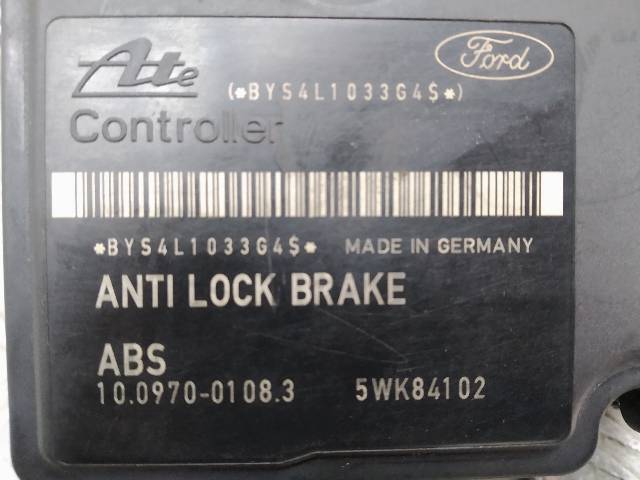 Ate
Ford
(*BYS4L1033G4$*)
Controller
*BYS4L1033G4$* MADE IN GERMANY
ANTI LOCK BRAKE
ABS
10.0970-0108.3 5WK84102